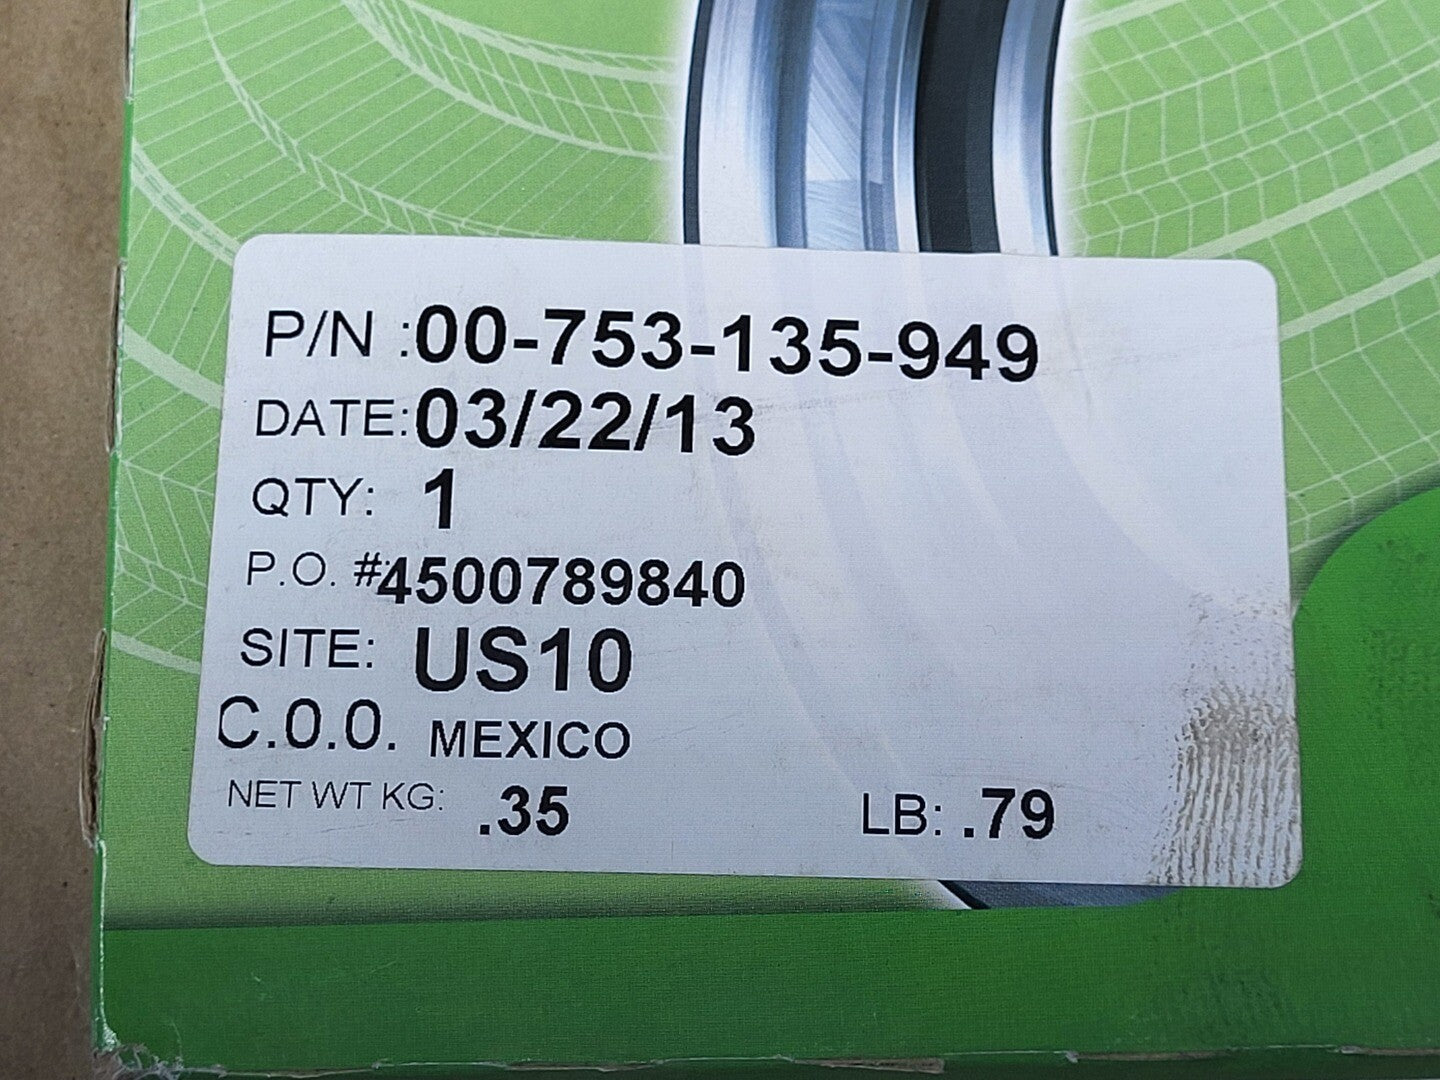 P/N :00-753-135-949
DATE:03/22/13
QTY: 1
P.O. #:4500789840
SITE: US10
C.O.O. MEXICO
NET WT KG: .35 LB: .79